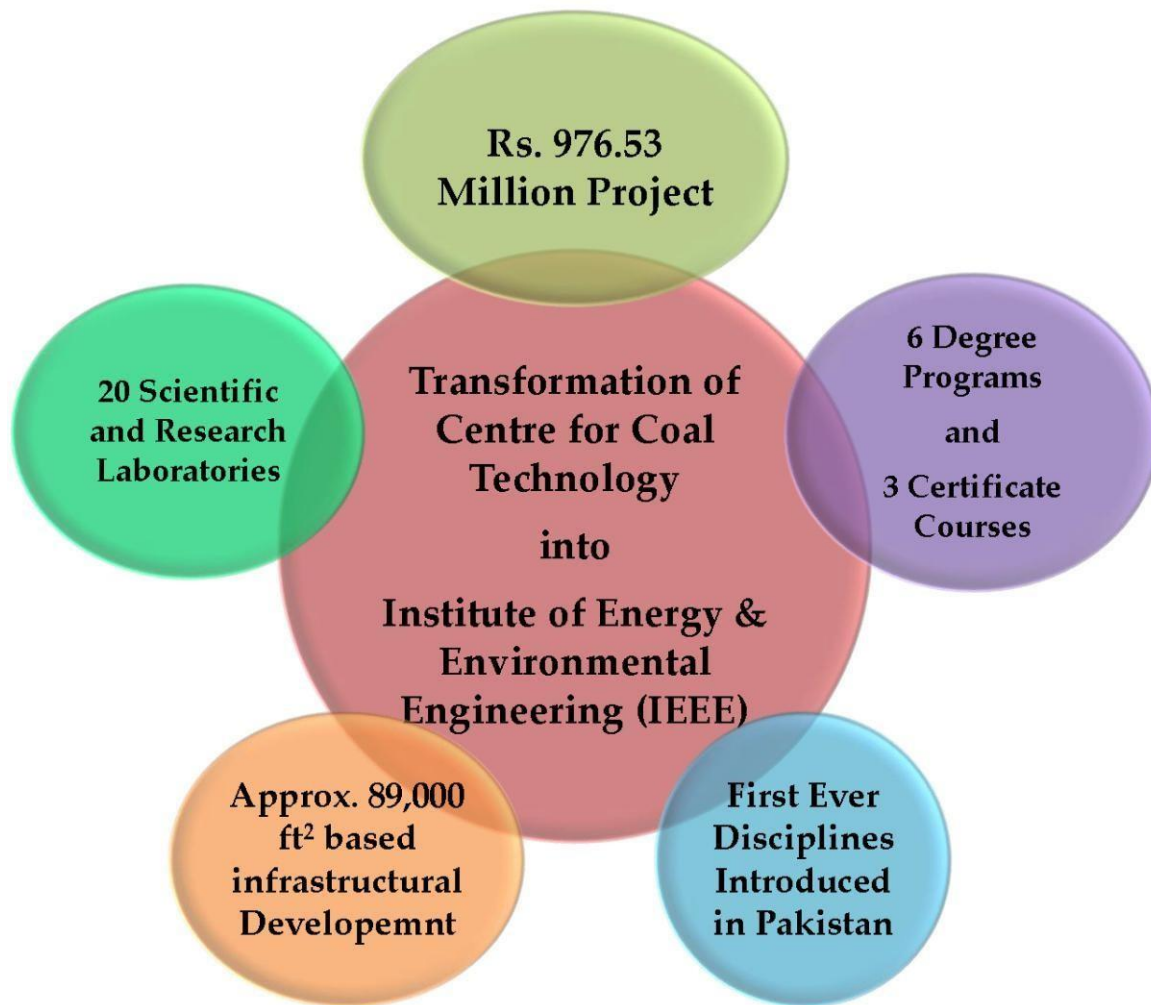 Rs. 976.53
Million Project
20 Scientific
and Research
Laboratories
Transformation of
Centre for Coal
Technology
into
Institute of Energy &
Environmental
Engineering (IEEE)
6 Degree
Programs
and
3 Certificate
Courses
Approx. 89,000
ft² based
infrastructural
Developemnt
First Ever
Disciplines
Introduced
in Pakistan